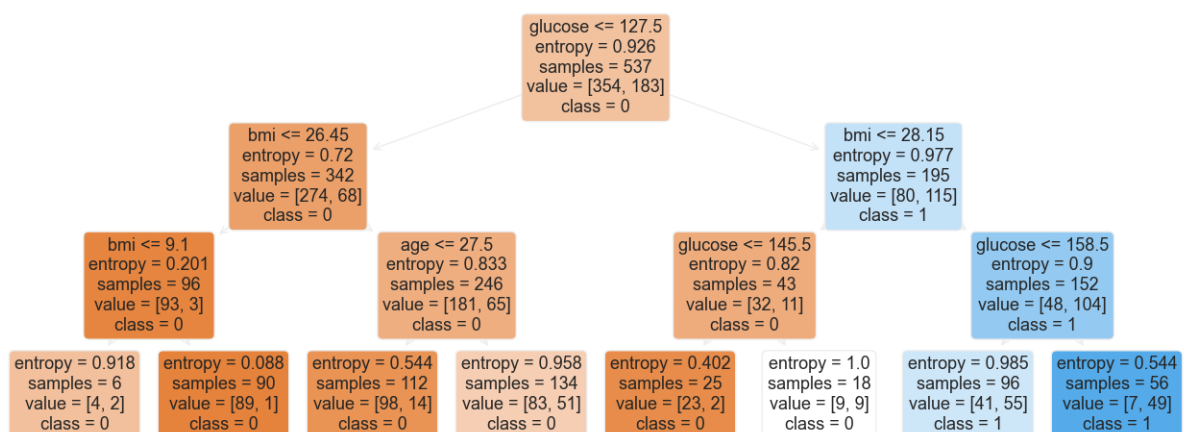 glucose <= 127.5
entropy = 0.926
samples = 537
value = [354, 183]
class = 0
bmi <= 26.45
entropy = 0.72
samples = 342
value = [274, 68]
class = 0
bmi <= 28.15
entropy = 0.977
samples = 195
value = [80, 115]
class = 1
bmi <= 9.1
entropy = 0.201
samples = 96
value = [93, 3]
class = 0
age <= 27.5
entropy = 0.833
samples = 246
value = [181, 65]
class = 0
glucose <= 145.5
entropy = 0.82
samples = 43
value = [32, 11]
class = 0
glucose <= 158.5
entropy = 0.9
samples = 152
value = [48, 104]
class = 1
entropy = 0.918
samples = 6
value = [4, 2]
class = 0
entropy = 0.088
samples = 90
value = [89, 1]
class = 0
entropy = 0.544
samples = 112
value = [98, 14]
class = 0
entropy = 0.958
samples = 134
value = [83, 51]
class = 0
entropy = 0.402
samples = 25
value = [23, 2]
class = 0
entropy = 1.0
samples = 18
value = [9, 9]
class = 0
entropy = 0.985
samples = 96
value = [41, 55]
class = 1
entropy = 0.544
samples = 56
value = [7, 49]
class = 1